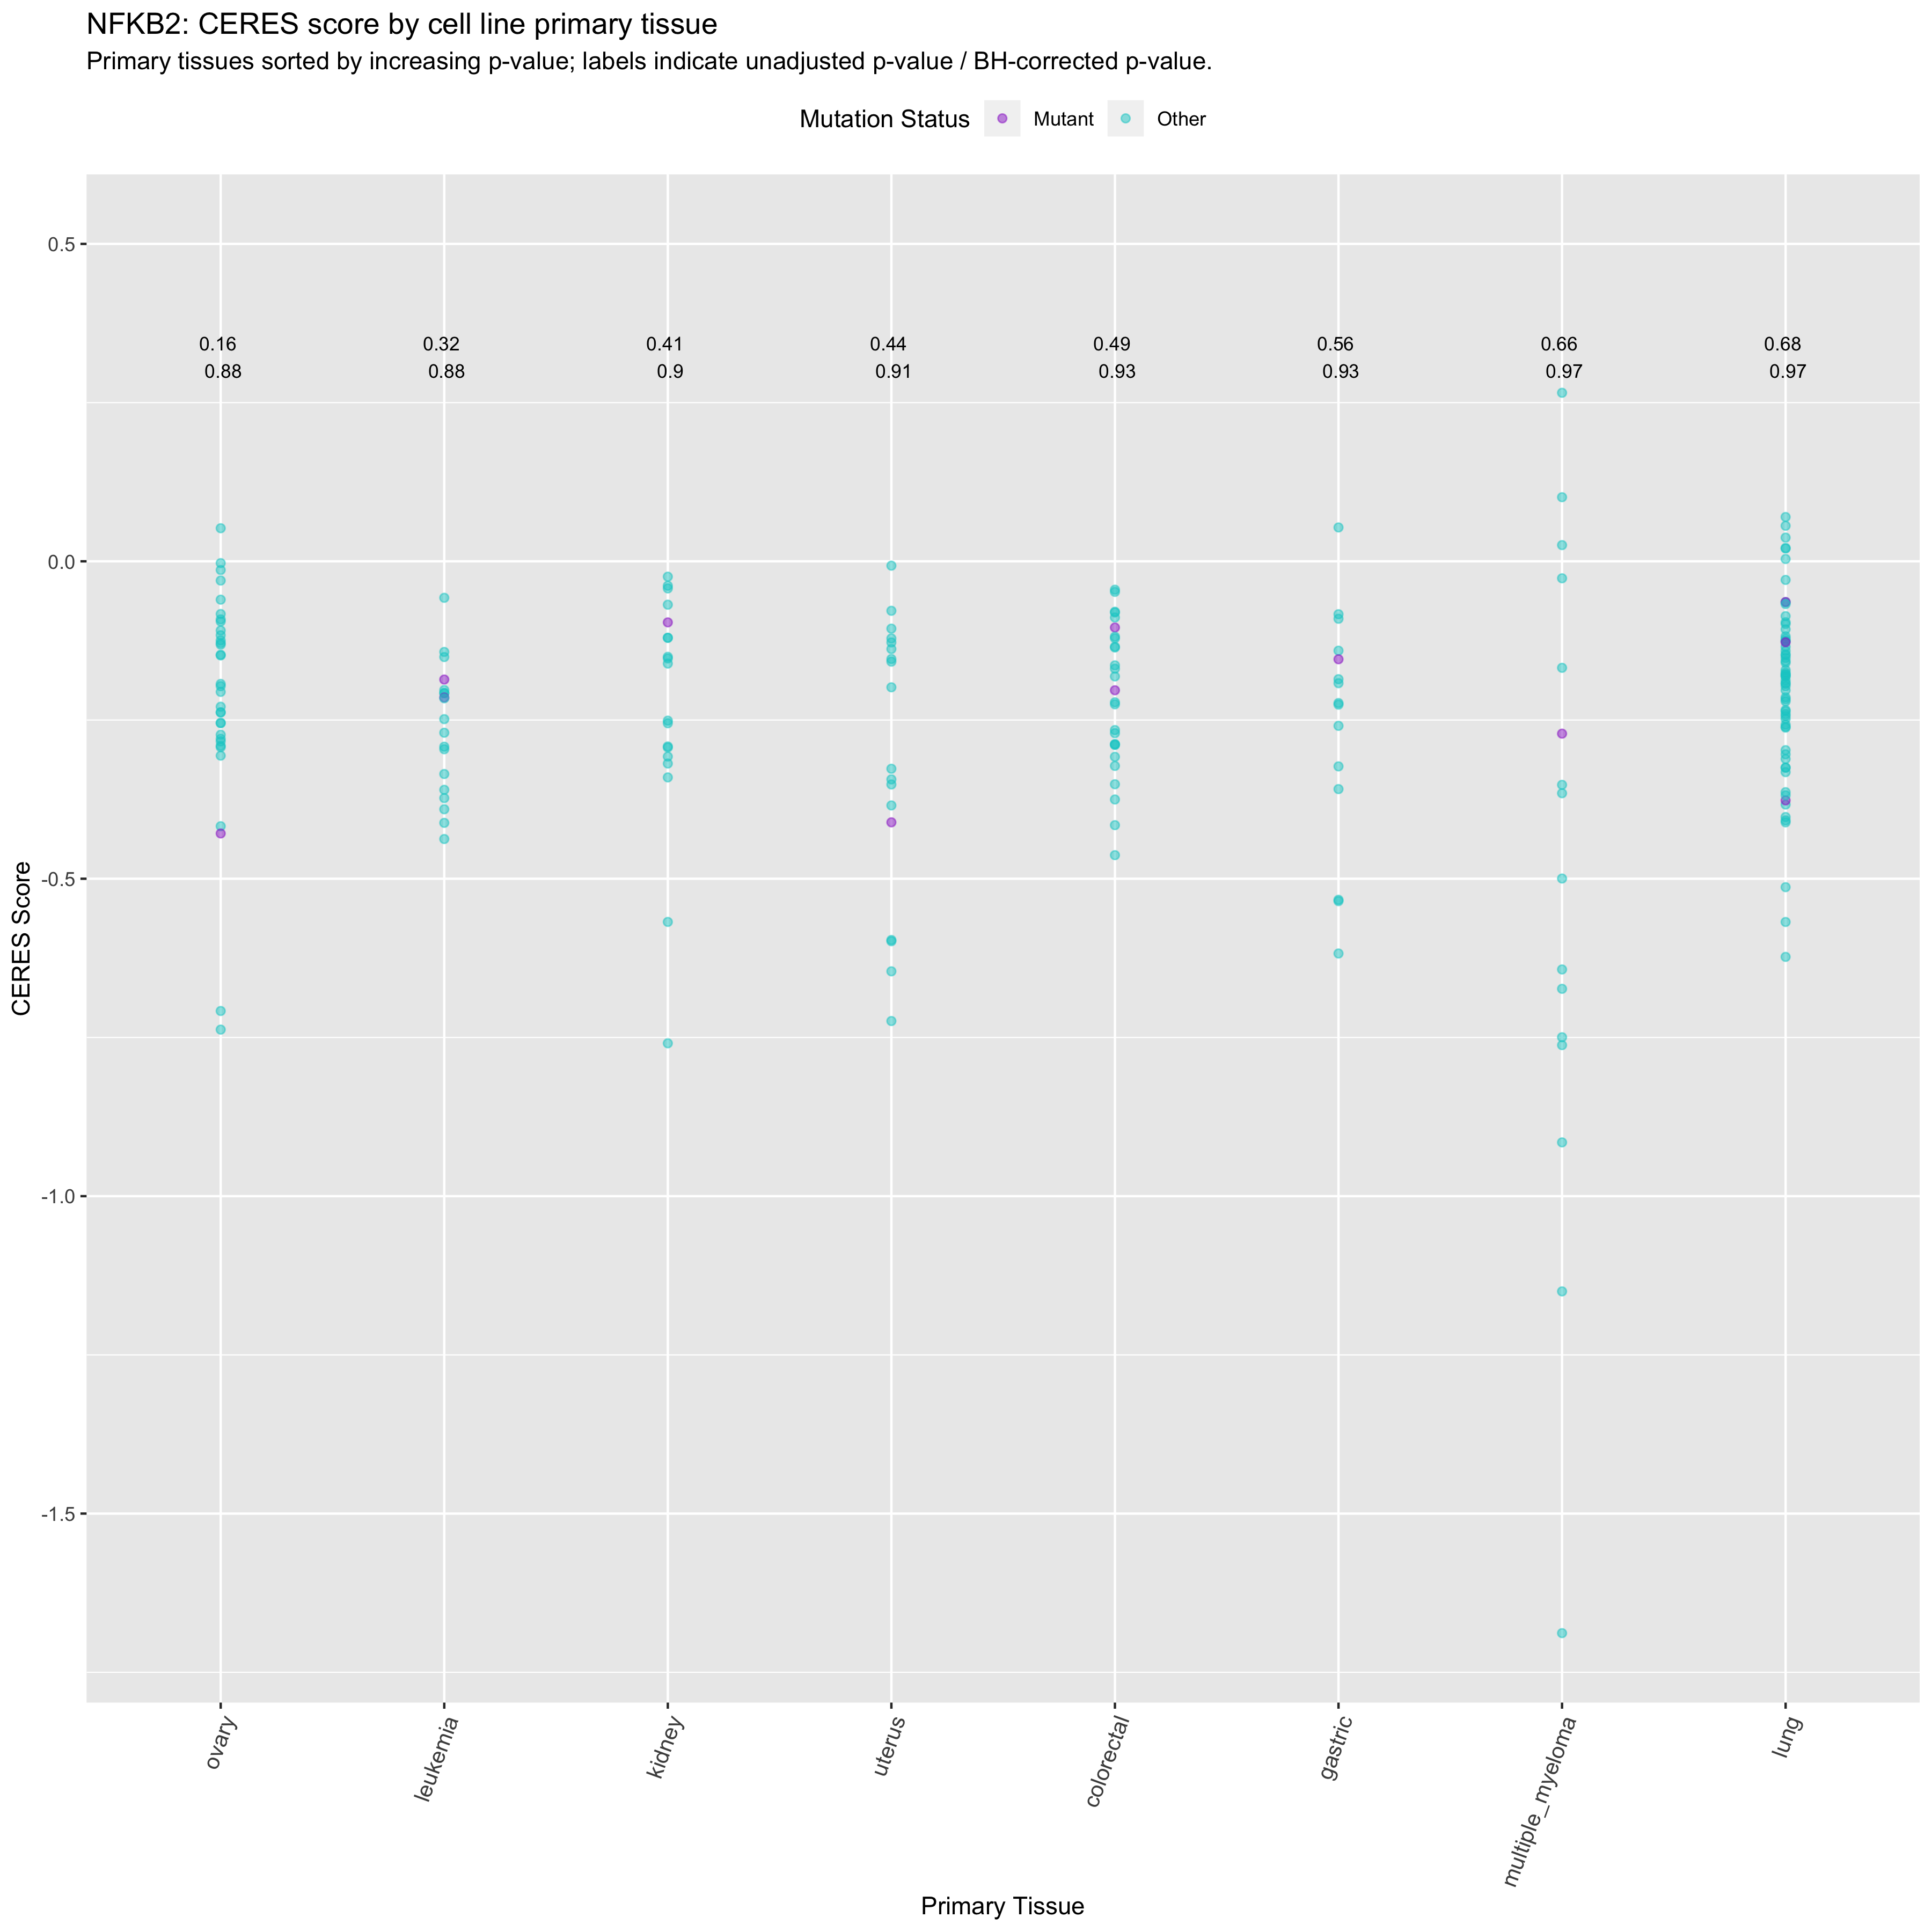 NFKB2: CERES score by cell line primary tissue
Primary tissues sorted by increasing p-value; labels indicate unadjusted p-value / BH-corrected p-value.
Mutation Status Mutant Other
0.5
0.16 0.32 0.41 0.44 0.49 0.56 0.66 0.68
0.88 0.88 0.9 0.91 0.93 0.93 0.97 0.97
0.0
-0.5
CERES Score
-1.0
-1.5
ovary leukemia kidney uterus colorectal gastric multiple_myeloma lung
Primary Tissue